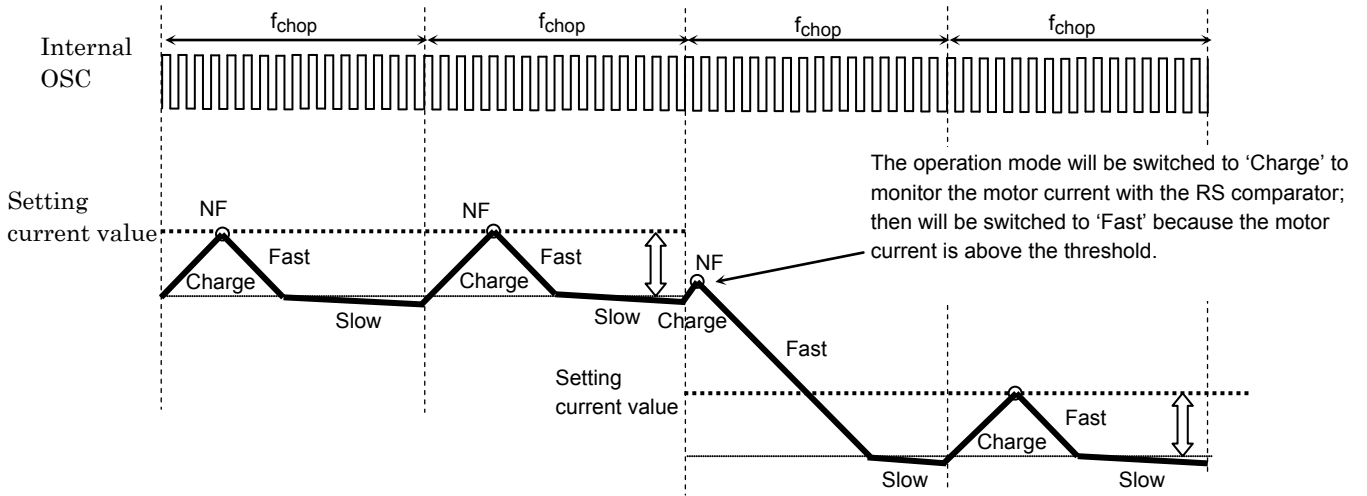 fchop
fchop
fchop
fchop
Internal
OSC
The operation mode will be switched to ‘Charge’ to
monitor the motor current with the RS comparator;
then will be switched to ‘Fast’ because the motor
current is above the threshold.
Setting
current value
NF
NF
NF
Fast
Fast
Charge
Charge
Slow
Slow
Charge
Fast
Setting
current value
Fast
Charge
Slow
Slow